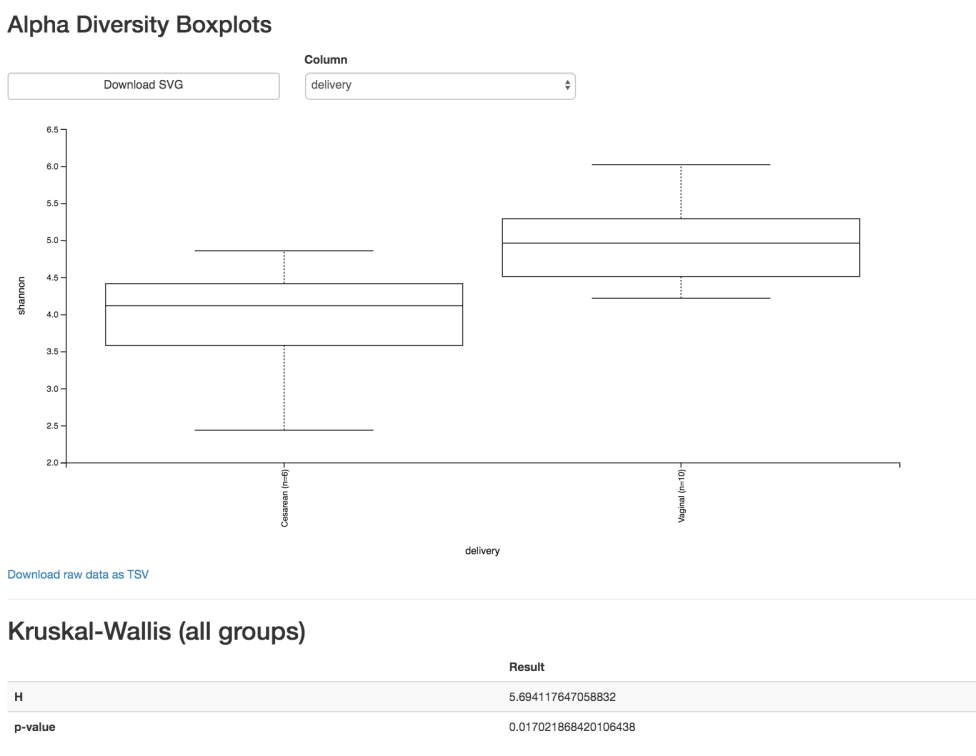 Alpha Diversity Boxplots
Column
Download SVG
delivery
6.5
6.0
5.5
5.0
4.5
4.0
3.5
3.0
2.5
2.0
shannon
Cesarean (n=6)
Vaginal (n=10)
delivery
Download raw data as TSV
Kruskal-Wallis (all groups)
Result
H 5.694117647058832
p-value 0.017021868420106438